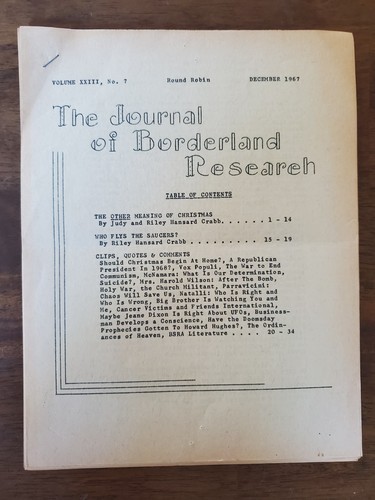 VOLUME XXIII, No. 7 Round Robin DECEMBER 1967
The Journal
of Borderland
Research
TABLE OF CONTENTS
THE OTHER MEANING OF CHRISTMAS
By Judy and Riley Hansard Crabb. . . . . . 1 - 14
WHO FLYS THE SAUCERS?
By Riley Hansard Crabb . . . . . . . . . 15 - 19
CLIPS, QUOTES & COMMENTS
Should Christmas Begin At Home?, A Republican
President In 1968?, Vox Populi, The War to End
Communism, McNamara: What Is Our Determination,
Suicide?, Mrs. Harold Wilson: After The Bomb,
Holy War, the Church Militant, Parravicini:
Chaos Will Save Us, Natalli: Who Is Right and
Who Is Wrong, Big Brother Is Watching You and
Me, Cancer Victims and Friends International,
Maybe Jeane Dixon Is Right About UFOs, Business-
man Develops a Conscience, Have the Doomsday
Prophecies Gotten To Howard Hughes?, The Ordin-
ances of Heaven, BSRA Literature . . . . 20 - 34